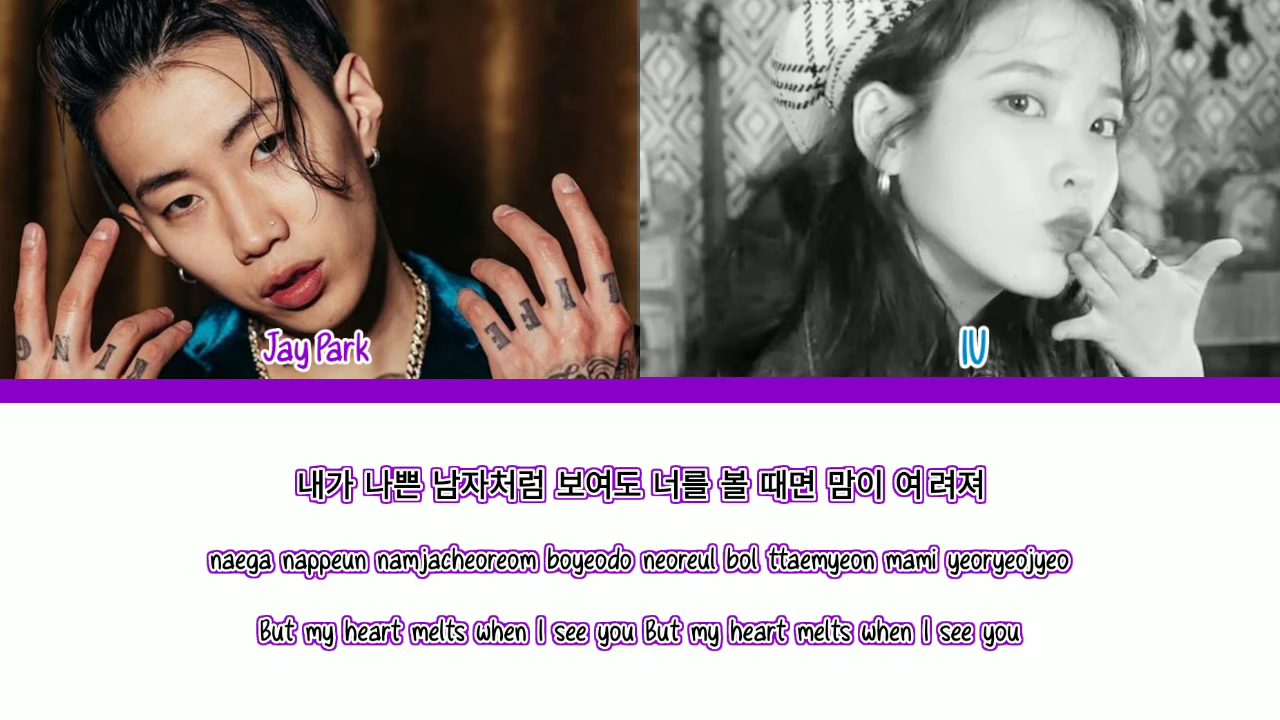 Jay Park
IU
내가 나쁜 남자처럼 보여도 너를 볼 때면 맘이 여 려져
naega nappeun namjacheoreom boyeodo neoreul bol ttaemyeon mami yeoryeojyeo
But my heart melts when I see you But my heart melts when I see you